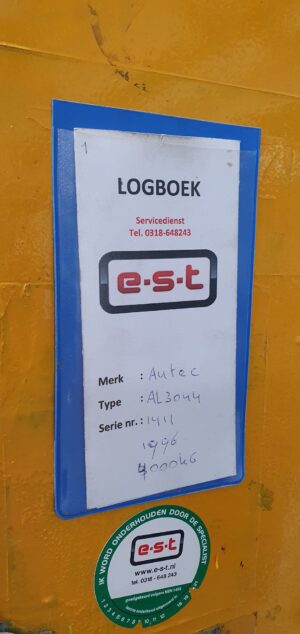 1
LOGBOEK
Servicedienst
Tel. 0318-648243
e·s·t
Merk : Autec
Type : AL3044
Serie nr. : 1411
1996
IK WORD ONDERHOUDEN DOOR DE SPECIALIST
e·s·t
www.e-s-t.nl
tel. 0318 - 648 243
goedgekeurd volgens
1 2 3 4 5 6 7 8 9 10 11 12